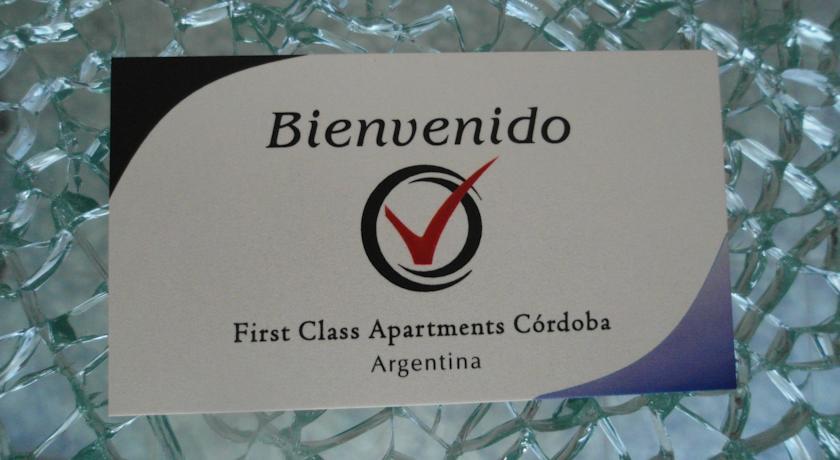 Bienvenido
First Class Apartments Córdoba
Argentina